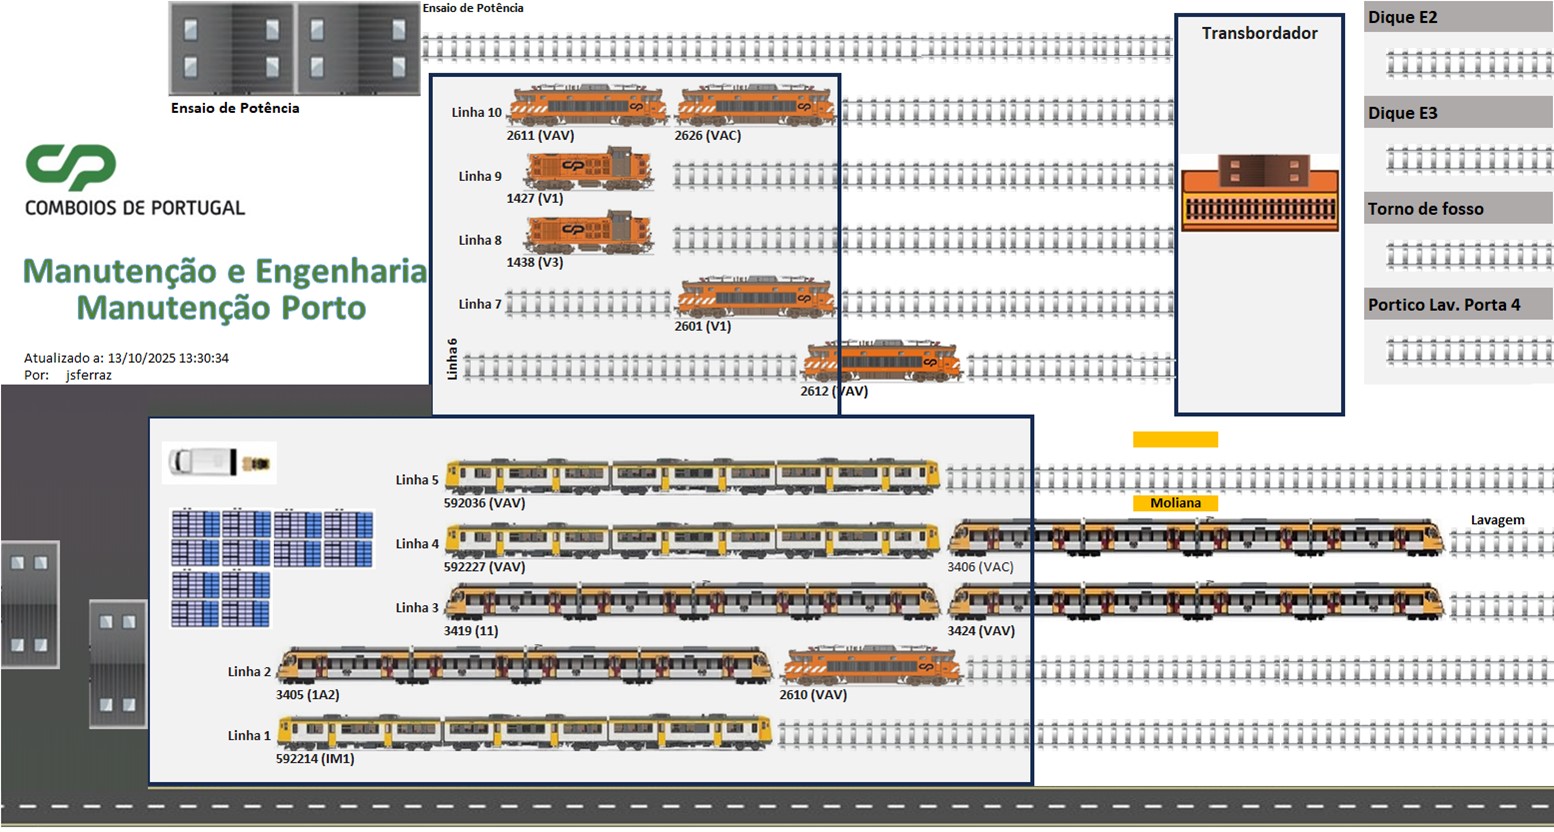 Ensaio de Potência
Ensaio de Potência
CP
COMBOIOS DE PORTUGAL
Manutenção e Engenharia
Manutenção Porto
Atualizado a: 13/10/2025 13:30:34
Por: jsferraz
Linha 10
2611 (VAV)
2626 (VAC)
Linha 9
1427 (V1)
Linha 8
1438 (V3)
Linha 7
2601 (V1)
Linha 6
2612 (VAV)
Transbordador
Dique E2
Dique E3
Torno de fosso
Portico Lav. Porta 4
Linha 5
592036 (VAV)
Moliana
Lavagem
Linha 4
592227 (VAV)
3406 (VAC)
Linha 3
3419 (11)
3424 (VAV)
Linha 2
3405 (1A2)
2610 (VAV)
Linha 1
592214 (IM1)